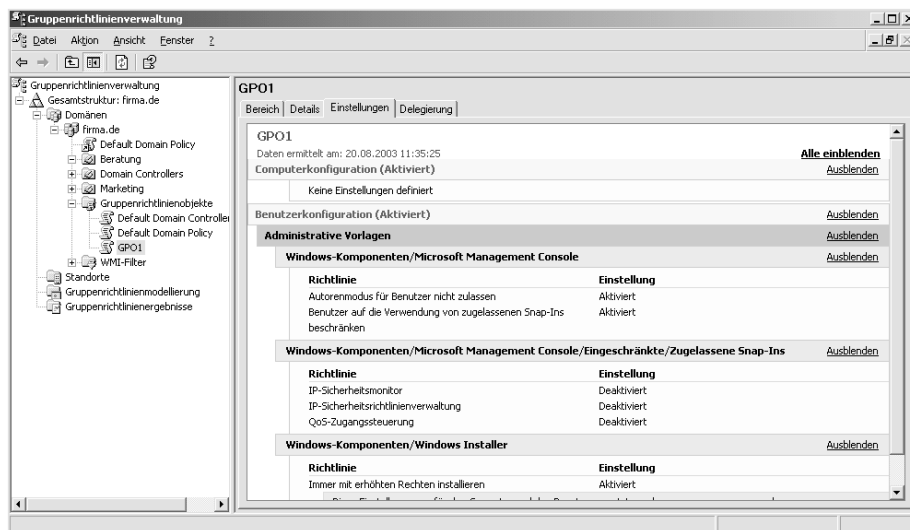 Gruppenrichtlinienverwaltung
Datei Aktion Ansicht Fenster ?
Gruppenrichtlinienverwaltung
Gesamtstruktur: firma.de
Domänen
firma.de
Default Domain Policy
Beratung
Domain Controllers
Marketing
Gruppenrichtlinienobjekte
Default Domain Controller
Default Domain Policy
GPO1
WMI-Filter
Standorte
Gruppenrichtlinienmodellierung
Gruppenrichtlinienergebnisse
GPO1
Bereich Details Einstellungen Delegierung
GPO1
Daten ermittelt am: 20.08.2003 11:35:25 Alle einblenden
Computerkonfiguration (Aktiviert) Ausblenden
Keine Einstellungen definiert
Benutzerkonfiguration (Aktiviert) Ausblenden
Administrative Vorlagen Ausblenden
Windows-Komponenten/Microsoft Management Console Ausblenden
Richtlinie Einstellung
Autorenmodus für Benutzer nicht zulassen Aktiviert
Benutzer auf die Verwendung von zugelassenen Snap-Ins Aktiviert
beschränken
Windows-Komponenten/Microsoft Management Console/Eingeschränkte/Zugelassene Snap-Ins Ausblenden
Richtlinie Einstellung
IP-Sicherheitsmonitor Deaktiviert
IP-Sicherheitsrichtlinienverwaltung Deaktiviert
QoS-Zugangssteuerung Deaktiviert
Windows-Komponenten/Windows Installer Ausblenden
Richtlinie Einstellung
Immer mit erhöhten Rechten installieren Aktiviert